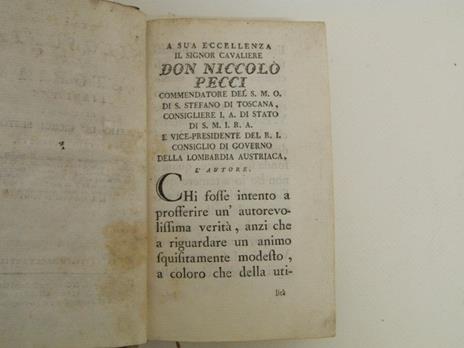 A SUA ECCELLENZA
IL SIGNOR CAVALIERE
DON NICCOLÒ
PECCI
COMMENDATORE DEL S. M. O.
DI S. STEFANO DI TOSCANA,
CONSIGLIERE I. A. DI STATO
DI S. M. I. R. A.
E VICE-PRESIDENTE DEL R. I.
CONSIGLIO DI GOVERNO
DELLA LOMBARDIA AUSTRIACA,
L'AUTORE.
CHi foſſe intento a
profferire un' autorevo-
liſſima verità, anzi che
a riguardare un animo
ſquiſitamente modeſto,
a coloro che della uti-